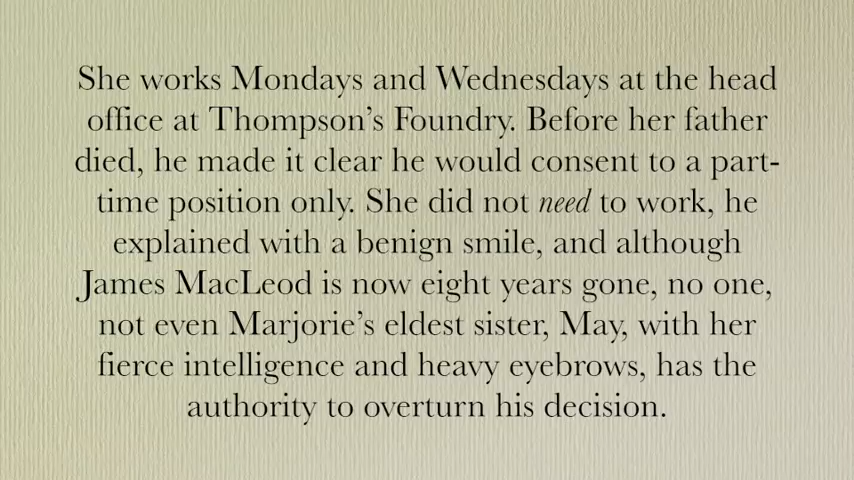 She works Mondays and Wednesdays at the head
office at Thompson’s Foundry. Before her father
died, he made it clear he would consent to a part-
time position only. She did not need to work, he
explained with a benign smile, and although
James MacLeod is now eight years gone, no one,
not even Marjorie’s eldest sister, May, with her
fierce intelligence and heavy eyebrows, has the
authority to overturn his decision.